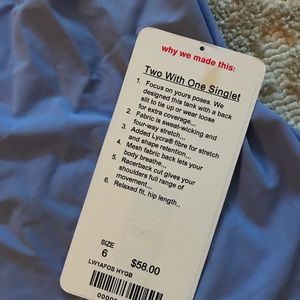 why we made this:
Two With One Singlet
1. Focus on yours poses. We
designed this tank with a back
slit to tie up or wear loose
for extra coverage...
2. Fabric is sweat-wicking and
four-way stretch...
3. Added Lycra® fibre for stretch
and shape retention...
4. Mesh fabric back lets your
body breathe...
5. Racerback cut gives your
shoulders full range of
movement...
6. Relaxed fit, hip length...
SIZE
6
$58.00
LW1AFOS HYGB